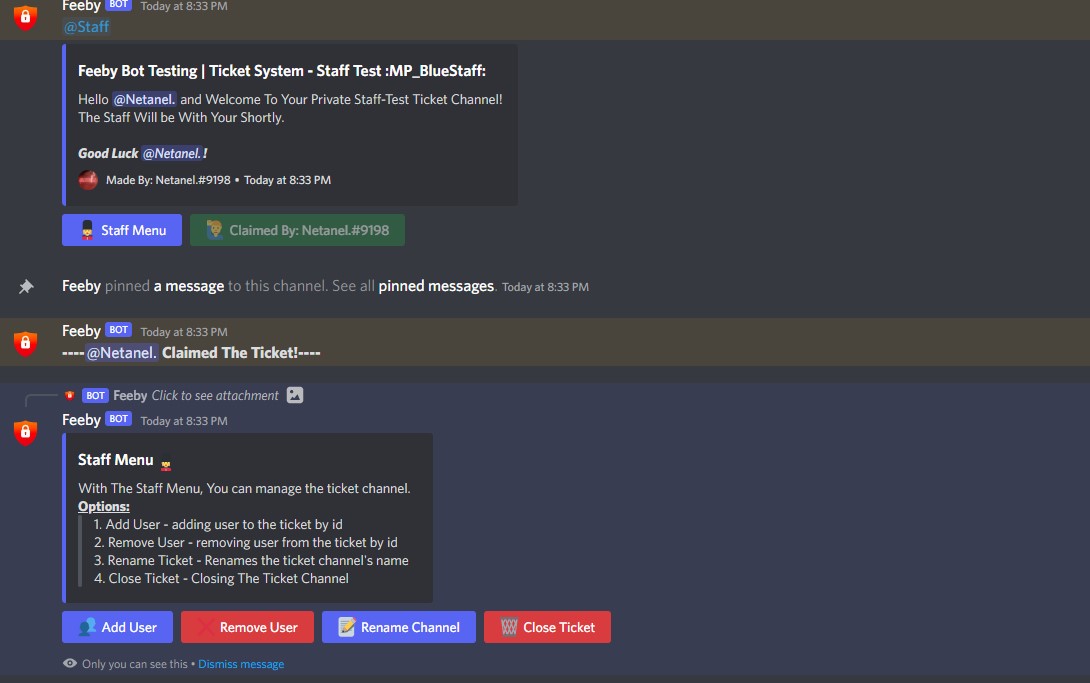 Feeby BOT Today at 8:33 PM
@Staff
Feeby Bot Testing | Ticket System - Staff Test :MP_BlueStaff:
Hello @Netanel. and Welcome To Your Private Staff-Test Ticket Channel!
The Staff Will be With Your Shortly.
Good Luck @Netanel.!
Made By: Netanel.#9198 • Today at 8:33 PM
Staff Menu Claimed By: Netanel.#9198
Feeby pinned a message to this channel. See all pinned messages. Today at 8:33 PM
Feeby BOT Today at 8:33 PM
----@Netanel. Claimed The Ticket!----
BOT Feeby Click to see attachment
Feeby BOT Today at 8:33 PM
Staff Menu
With The Staff Menu, You can manage the ticket channel.
Options:
1. Add User - adding user to the ticket by id
2. Remove User - removing user from the ticket by id
3. Rename Ticket - Renames the ticket channel's name
4. Close Ticket - Closing The Ticket Channel
Add User Remove User Rename Channel Close Ticket
Only you can see this • Dismiss message